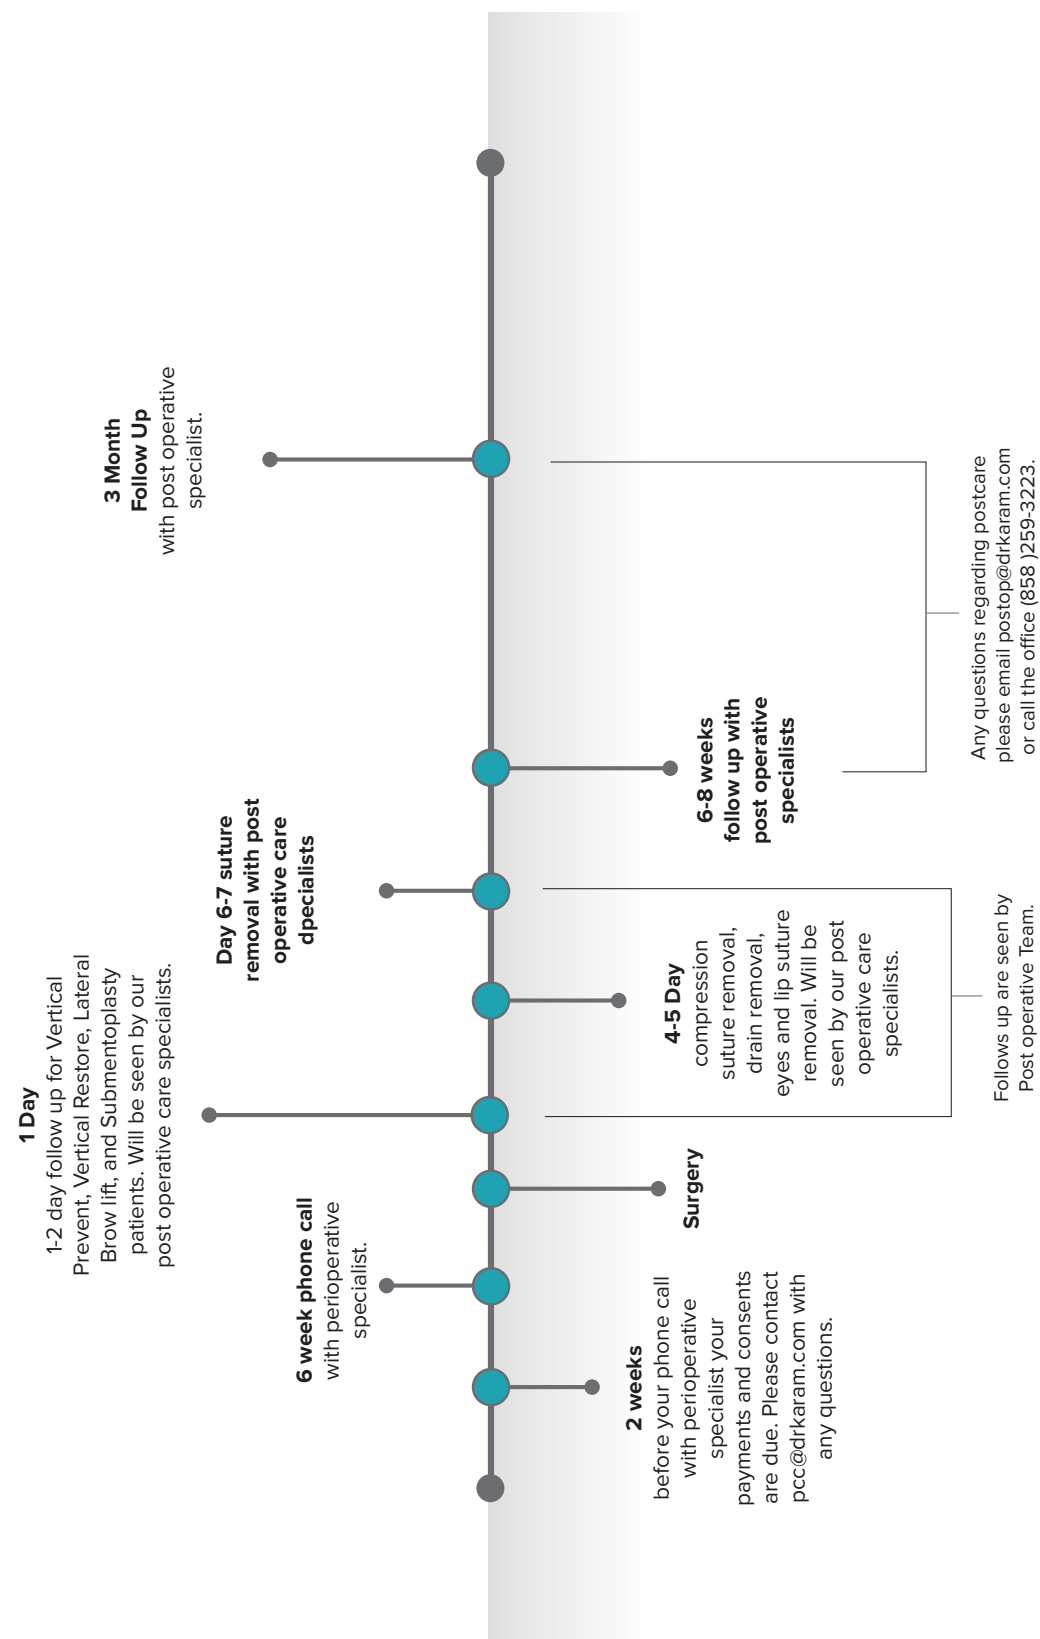 2 weeks
before your phone call
with perioperative
specialist your
payments and consents
are due. Please contact
pcc@drkaram.com with
any questions.
6 week phone call
with perioperative
specialist.
Surgery
1 Day
1-2 day follow up for Vertical
Prevent, Vertical Restore, Lateral
Brow lift, and Submentoplasty
patients. Will be seen by our
post operative care specialists.
4-5 Day
compression
suture removal,
drain removal,
eyes and lip suture
removal. Will be
seen by our post
operative care
specialists.
Day 6-7 suture
removal with post
operative care
dpecialists
Follows up are seen by
Post operative Team.
6-8 weeks
follow up with
post operative
specialists
3 Month
Follow Up
with post operative
specialist.
Any questions regarding postcare
please email postop@drkaram.com
or call the office (858 )259-3223.